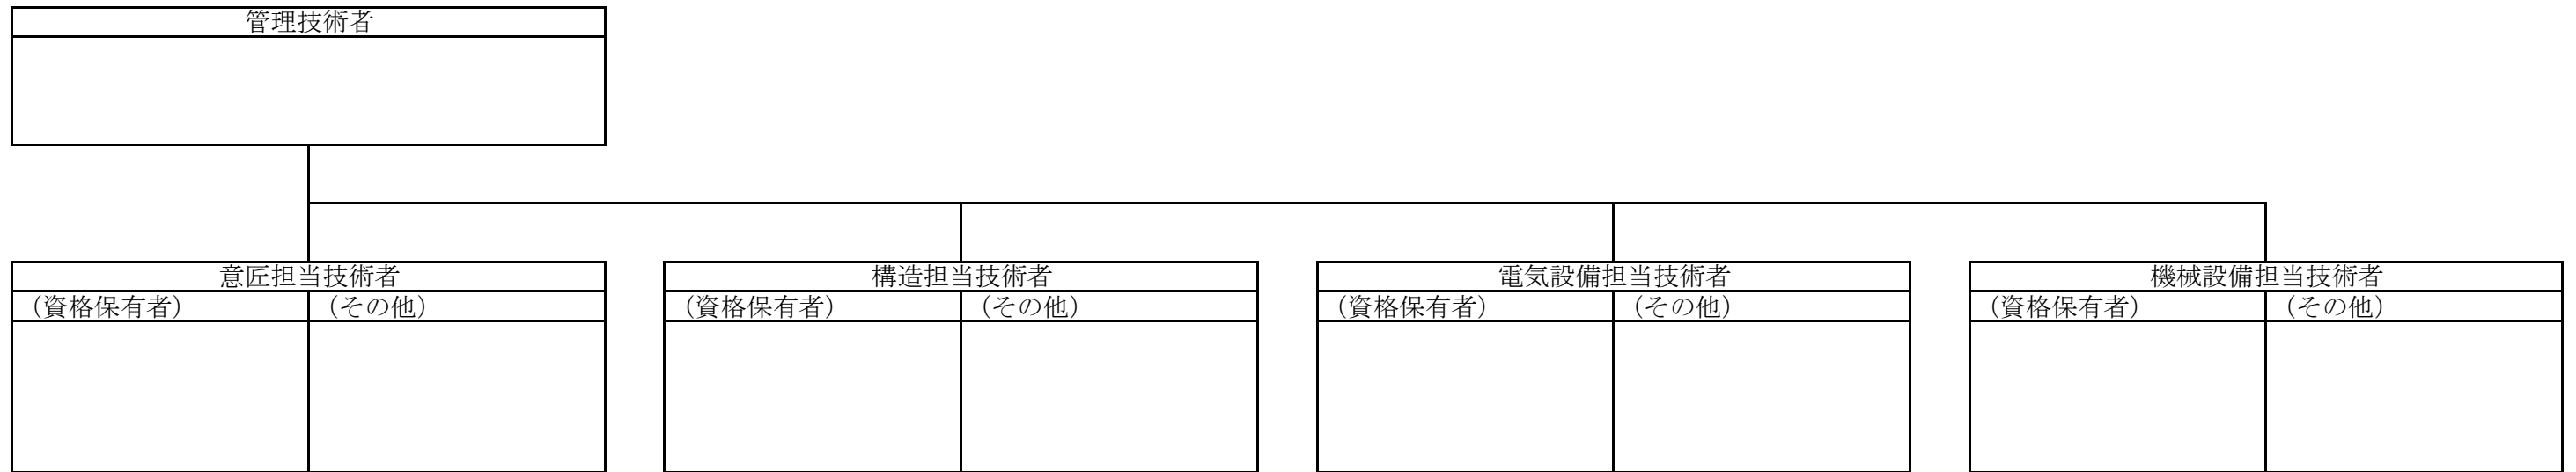 管理技術者
意匠担当技術者
（資格保有者）
（その他）
構造担当技術者
（資格保有者）
（その他）
電気設備担当技術者
（資格保有者）
（その他）
機械設備担当技術者
（資格保有者）
（その他）